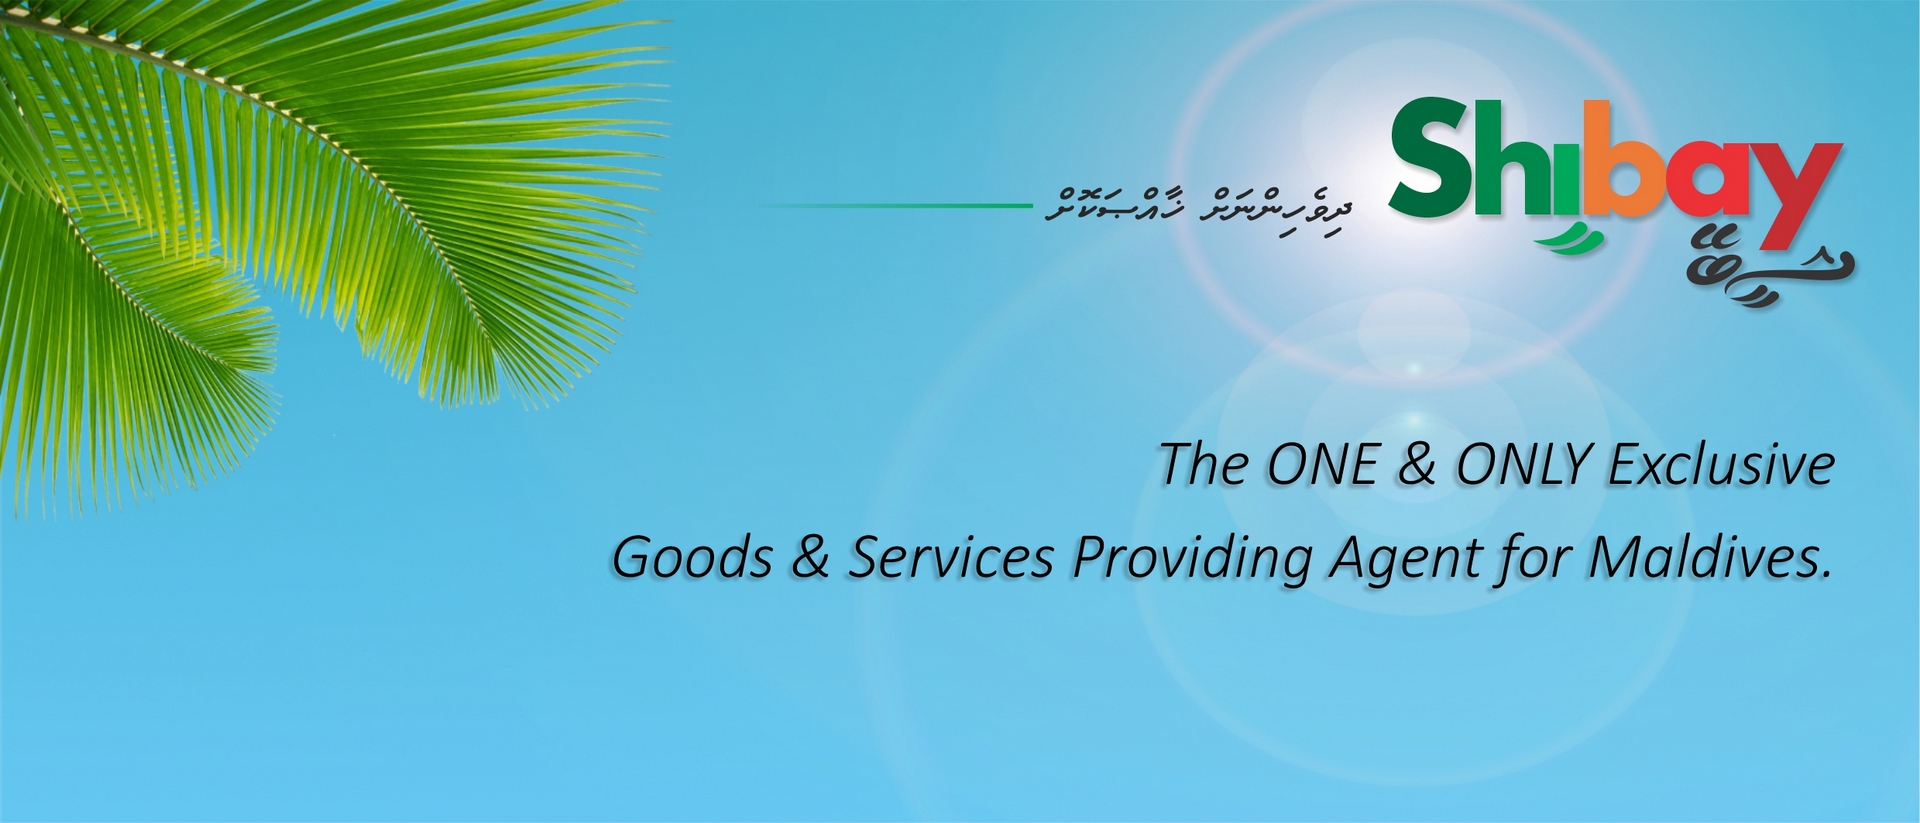 Shibay
ޝީބޭ
ދިވެހިންނަށް ޚާއްޞަކޮށް
The ONE & ONLY Exclusive
Goods & Services Providing Agent for Maldives.